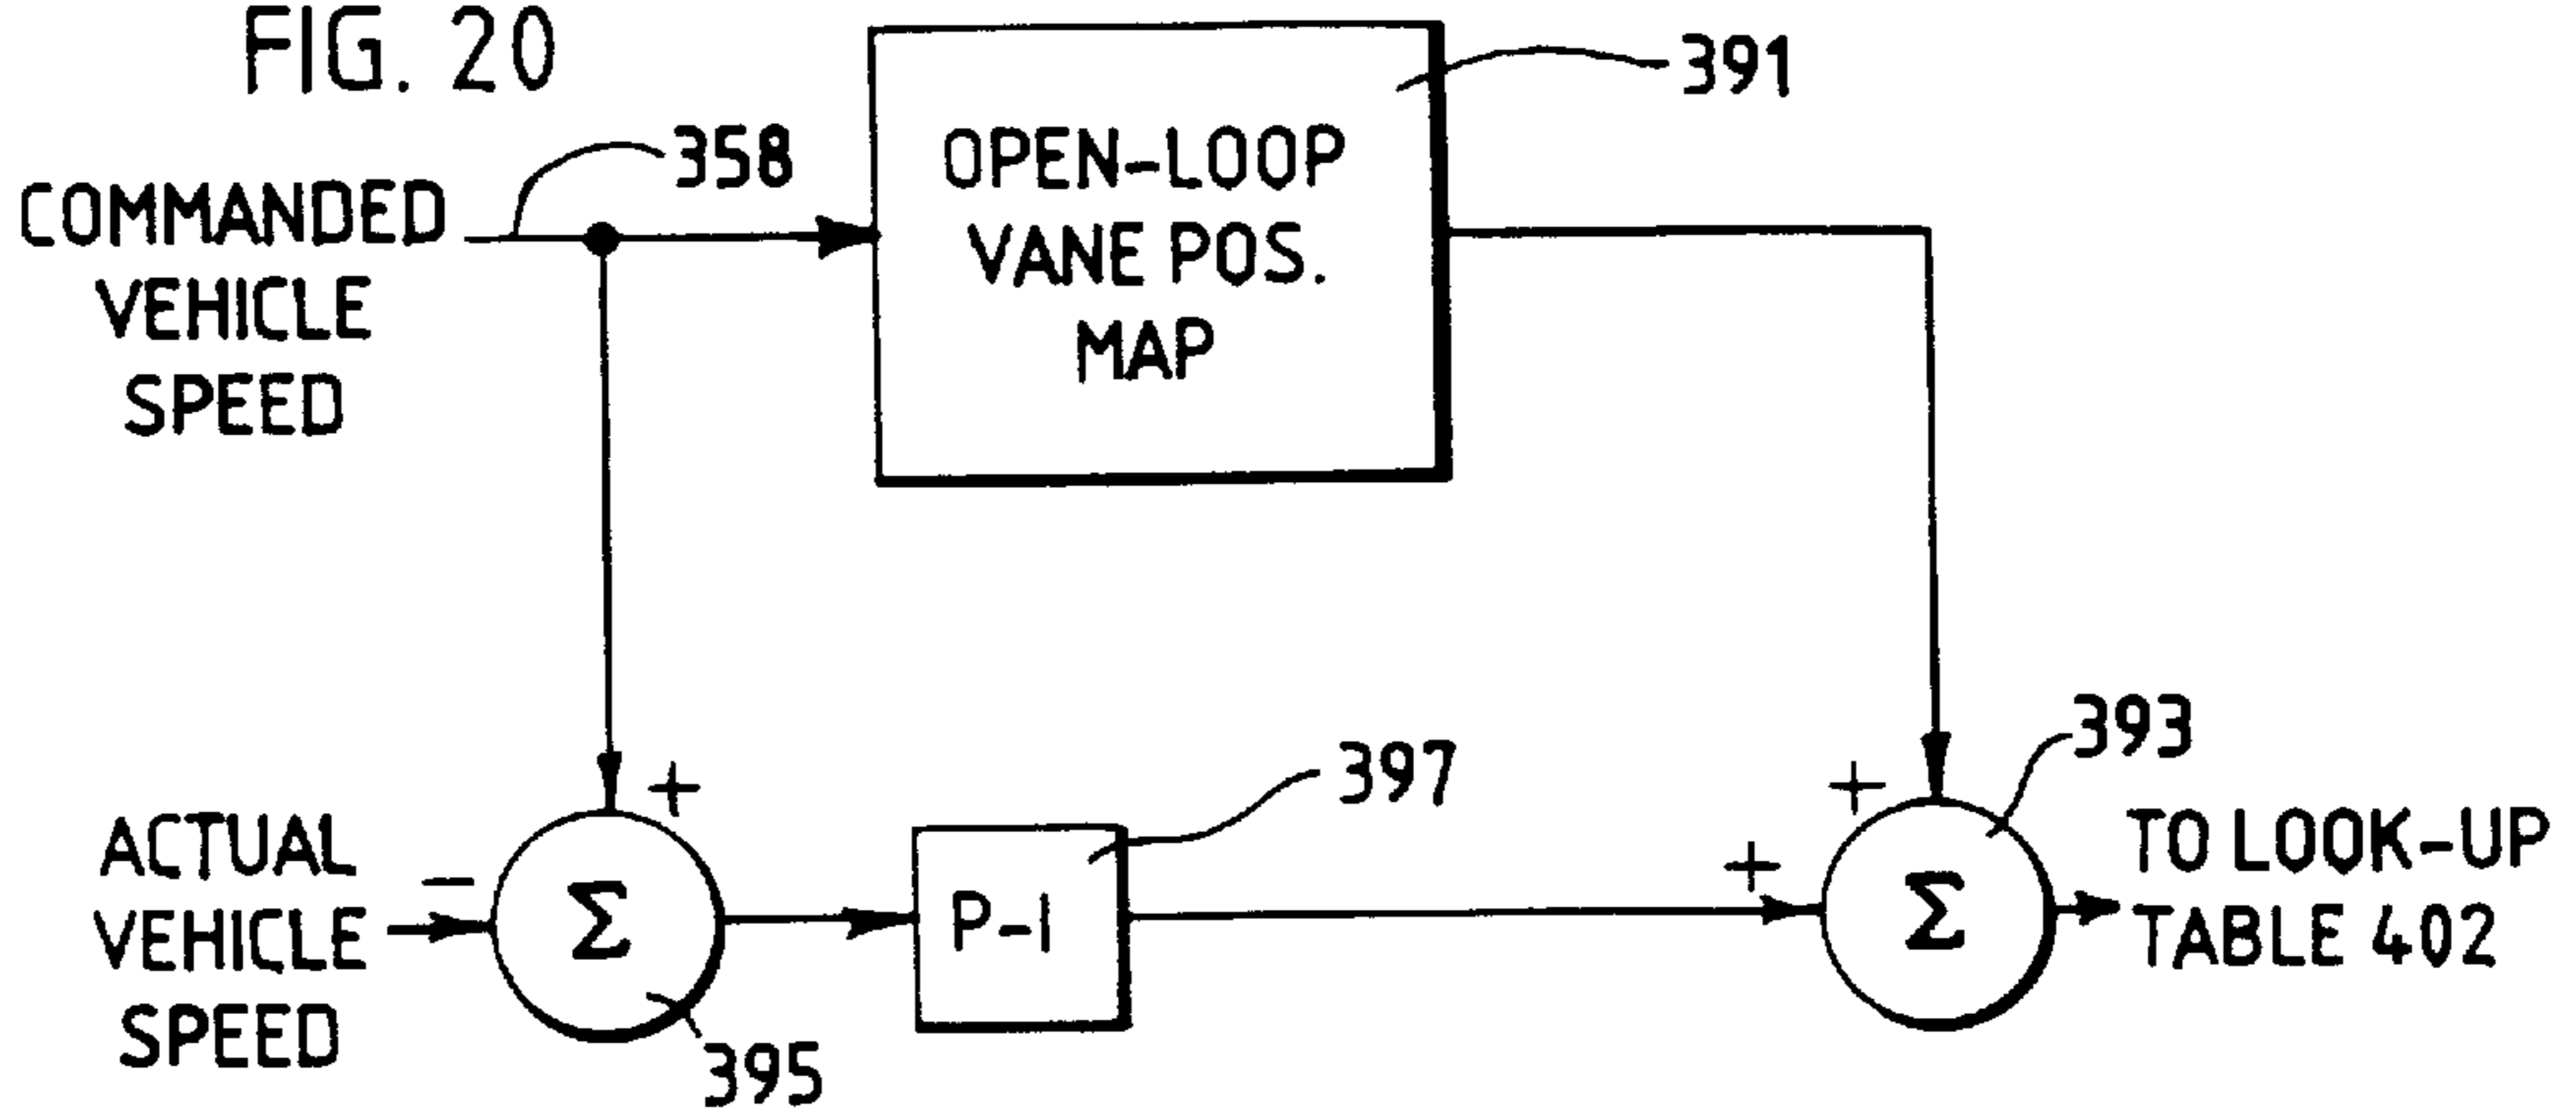 FIG. 20
391
358
COMMANDED
VEHICLE
SPEED
OPEN-LOOP
VANE POS.
MAP
393
397
+
+
+
ACTUAL
VEHICLE
SPEED
−
Σ
395
P-I
Σ
TO LOOK-UP
TABLE 402